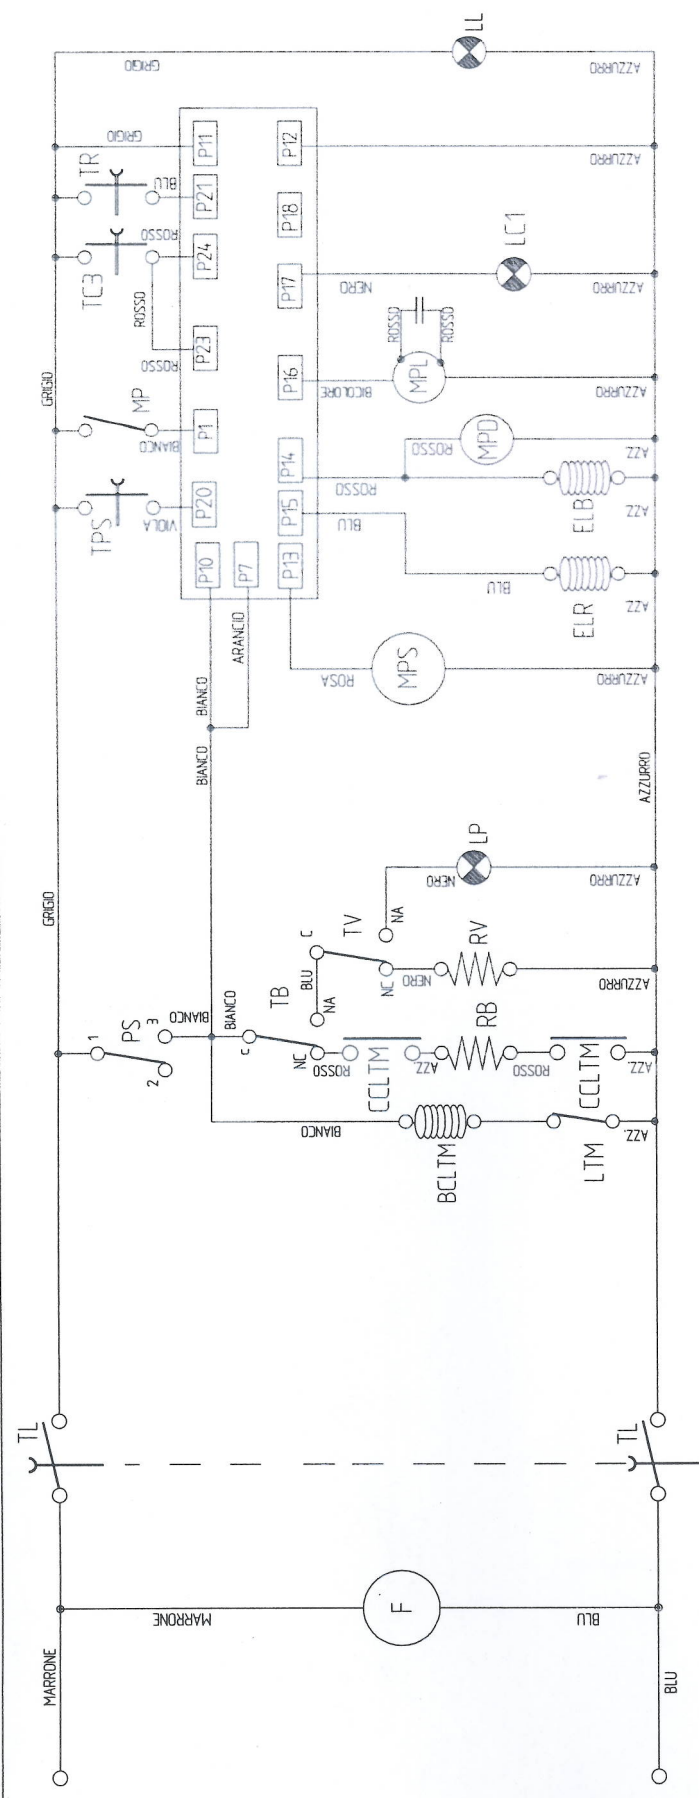 MARRONE
MARRONE
F
BLU
BLU
TL
TL
GRIGIO
1
PS
2
3
BIANCO
BIANCO
C
TB
NC
NA
BLU
C
TV
NC
NA
ROSSO
CCLTM
AZZ.
RB
ROSSO
CCLTM
AZZ.
BIANCO
BCLTM
LTM
AZZ.
NERO
RV
AZZURRO
NERO
LP
AZZURRO
AZZURRO
BIANCO
BIANCO
ARANCIO
P10
P7
P13
ROSA
MPS
AZZURRO
TPS
VIOLA
P20
GRIGIO
MP
BIANCO
P1
P15
BLU
BLU
ELR
AZZ.
P14
ROSSO
ROSSO
MPD
AZZ.
ELB
AZZ.
TC3
ROSSO
ROSSO
ROSSO
P23
P24
P16
BICOLORE
MPL
ROSSO
ROSSO
AZZURRO
TR
BLU
P21
P17
NERO
LC1
AZZURRO
P18
GRIGIO
P11
P12
AZZURRO
GRIGIO
LL
AZZURRO